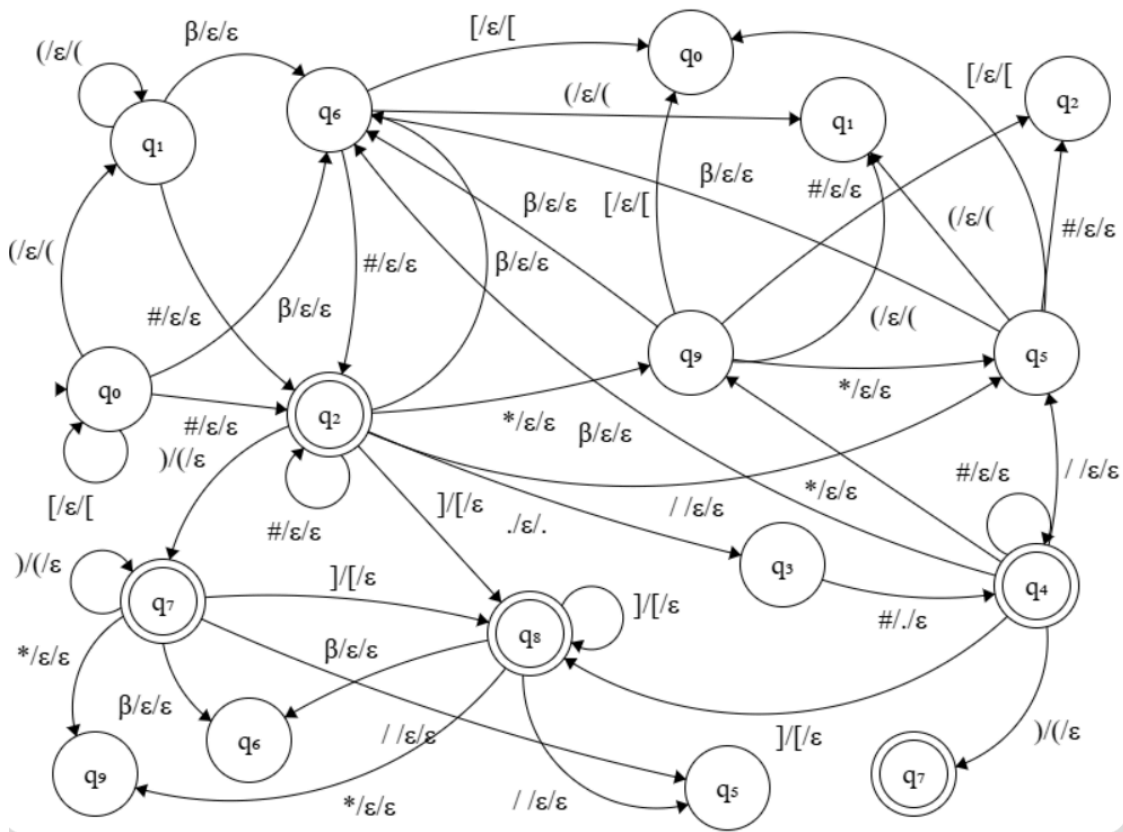 β/ε/ε
[/ε/[
(/ε/(
q₀
[/ε/[
q₆
(/ε/(
q₂
q₁
q₁
β/ε/ε
#/ε/ε
β/ε/ε
[/ε/[
(/ε/(
#/ε/ε
(/ε/(
#/ε/ε
β/ε/ε
#/ε/ε
β/ε/ε
(/ε/(
q₉
q₅
q₀
*/ε/ε
q₂
#/ε/ε
*/ε/ε
β/ε/ε
)/(/ε
#/ε/ε
/ /ε/ε
*/ε/ε
]/[/ε
/ /ε/ε
[/ε/[
#/ε/ε
./ε/.
)/(/ε
q₃
q₄
]/[/ε
q₇
]/[/ε
#/./ε
q₈
*/ε/ε
β/ε/ε
β/ε/ε
/ /ε/ε
]/[/ε
)/(/ε
q₆
q₉
q₇
q₅
*/ε/ε
/ /ε/ε